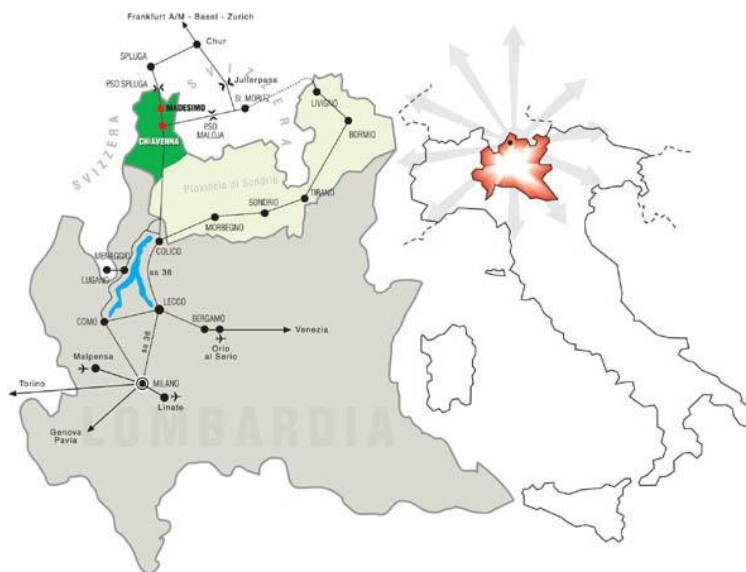 Frankfurt A/M - Basel - Zurich
Chur
SPLUGA
PSO SPLUGA
Julierpass
MADESIMO
St. MORITZ
LIVIGNO
PSO
MALOJA
CHIAVENNA
BORMIO
SVIZZERA
SVIZZERA
Provincia di Sondrio
TIRANO
SONDRIO
MORBEGNO
COLICO
MENAGGIO
LUGANO
ss 36
LECCO
COMO
BERGAMO
Venezia
Orio
al Serio
ss 36
Malpensa
Torino
MILANO
Linate
LOMBARDIA
Genova
Pavia